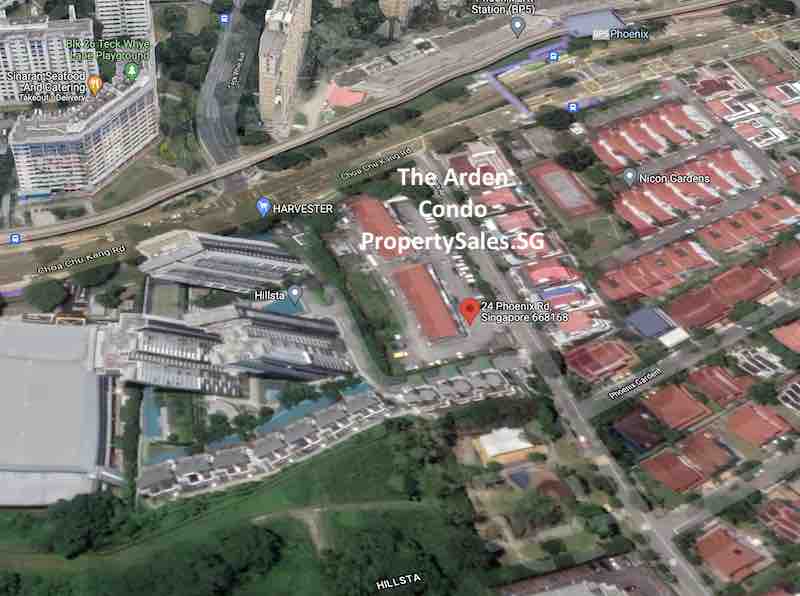 Station (BP5)
BP5 Phoenix
Blk 26 Teck Whye
Lake Playground
Sinaran Seafood
And Catering
Takeout · Delivery
Teck Whye Ave
Choa Chu Kang Rd
Nicon Gardens
The Arden
Condo
PropertySales.SG
HARVESTER
Choa Chu Kang Rd
Hillsta
24 Phoenix Rd,
Singapore 668168
Phoenix Garden
HILLSTA